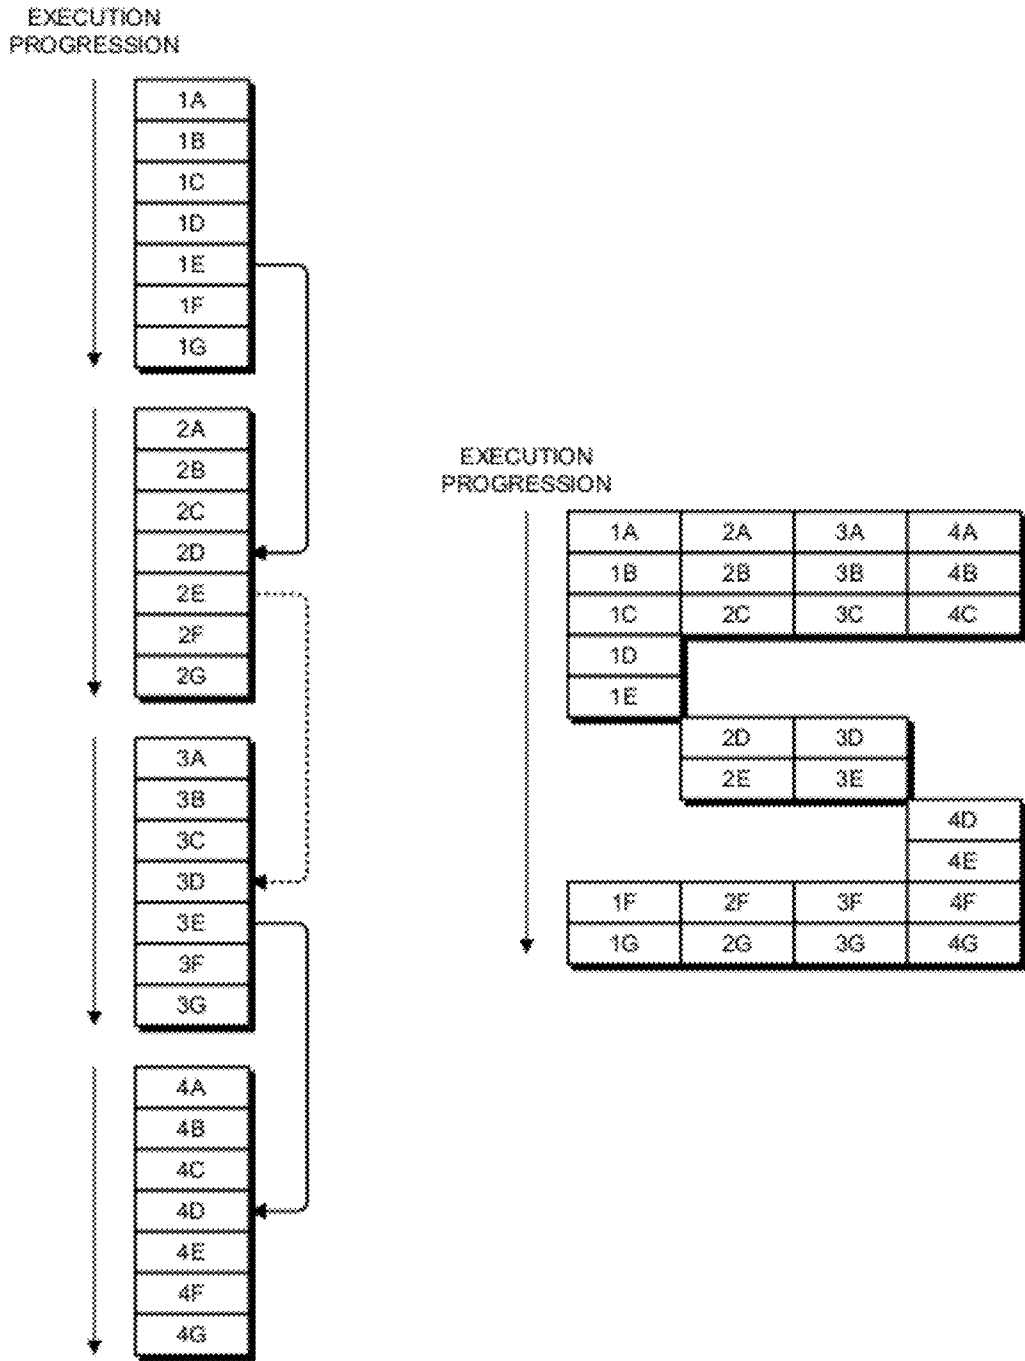 EXECUTION
PROGRESSION
1A
1B
1C
1D
1E
1F
1G
2A
2B
2C
2D
2E
2F
2G
3A
3B
3C
3D
3E
3F
3G
4A
4B
4C
4D
4E
4F
4G
EXECUTION
PROGRESSION
1A 2A 3A 4A
1B 2B 3B 4B
1C 2C 3C 4C
1D
1E
2D 3D
2E 3E
4D
4E
1F 2F 3F 4F
1G 2G 3G 4G